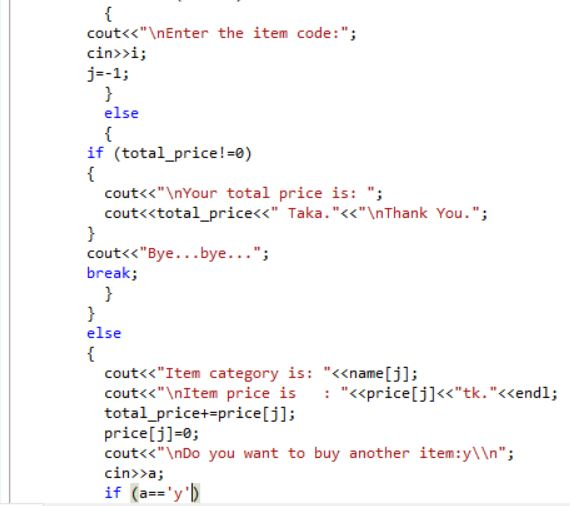 {
cout<<"\nEnter the item code:";
cin>>i;
j=-1;
}
else
{
if (total_price!=0)
{
cout<<"\nYour total price is: ";
cout<<total_price<<" Taka."<<"\nThank You.";
}
cout<<"Bye...bye...";
break;
}
}
else
{
cout<<"Item category is: "<<name[j];
cout<<"\nItem price is   : "<<price[j]<<"tk."<<endl;
total_price+=price[j];
price[j]=0;
cout<<"\nDo you want to buy another item:y\\n";
cin>>a;
if (a=='y')